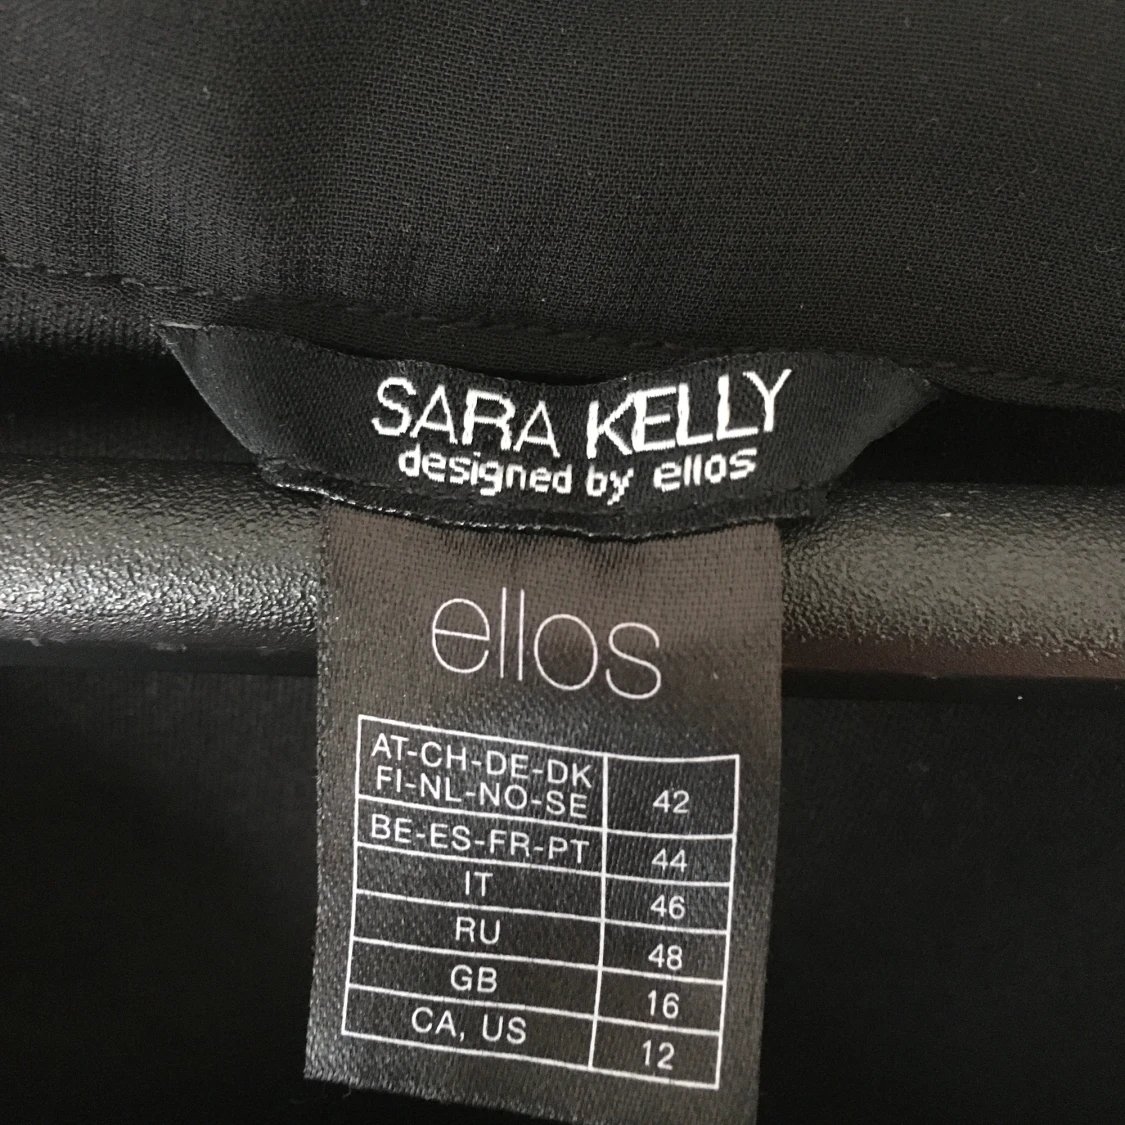 SARA KELLY
designed by ellos
ellos
AT-CH-DE-DK
FI-NL-NO-SE 42
BE-ES-FR-PT 44
IT 46
RU 48
GB 16
CA, US 12